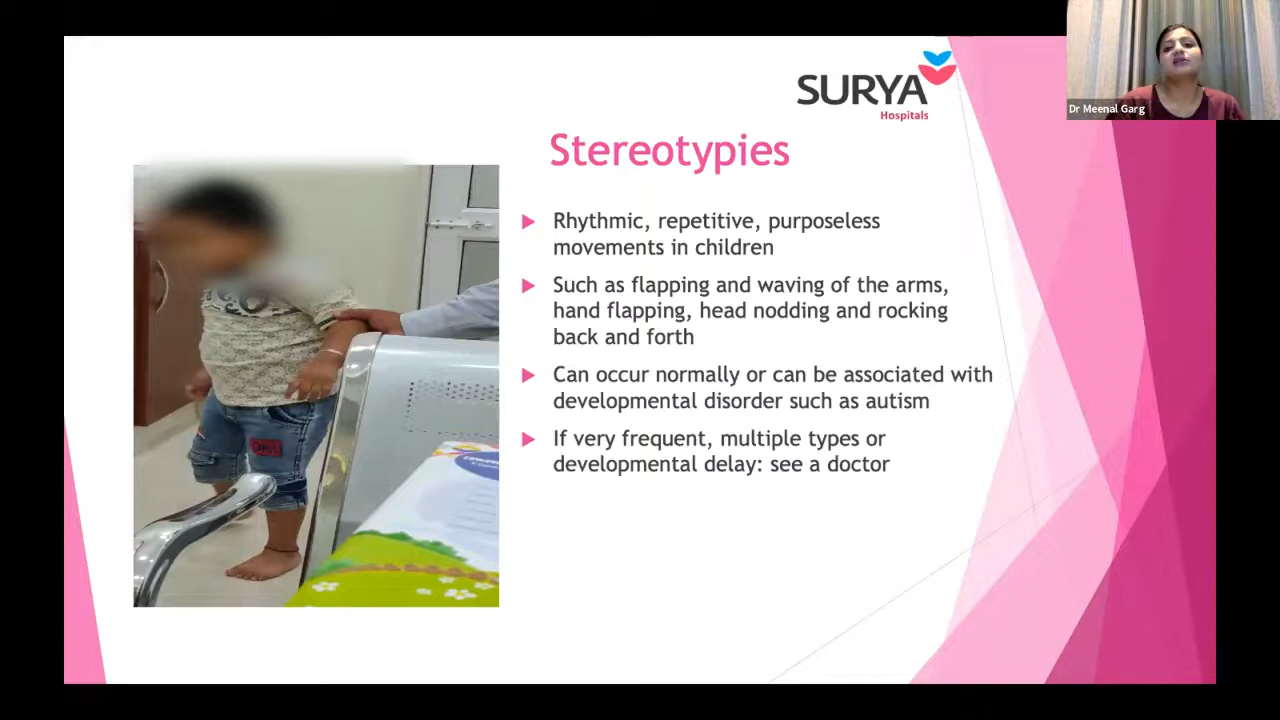 SURYA
Hospitals
Dr Meenal Garg
Stereotypies
Rhythmic, repetitive, purposeless
movements in children
Such as flapping and waving of the arms,
hand flapping, head nodding and rocking
back and forth
Can occur normally or can be associated with
developmental disorder such as autism
If very frequent, multiple types or
developmental delay: see a doctor